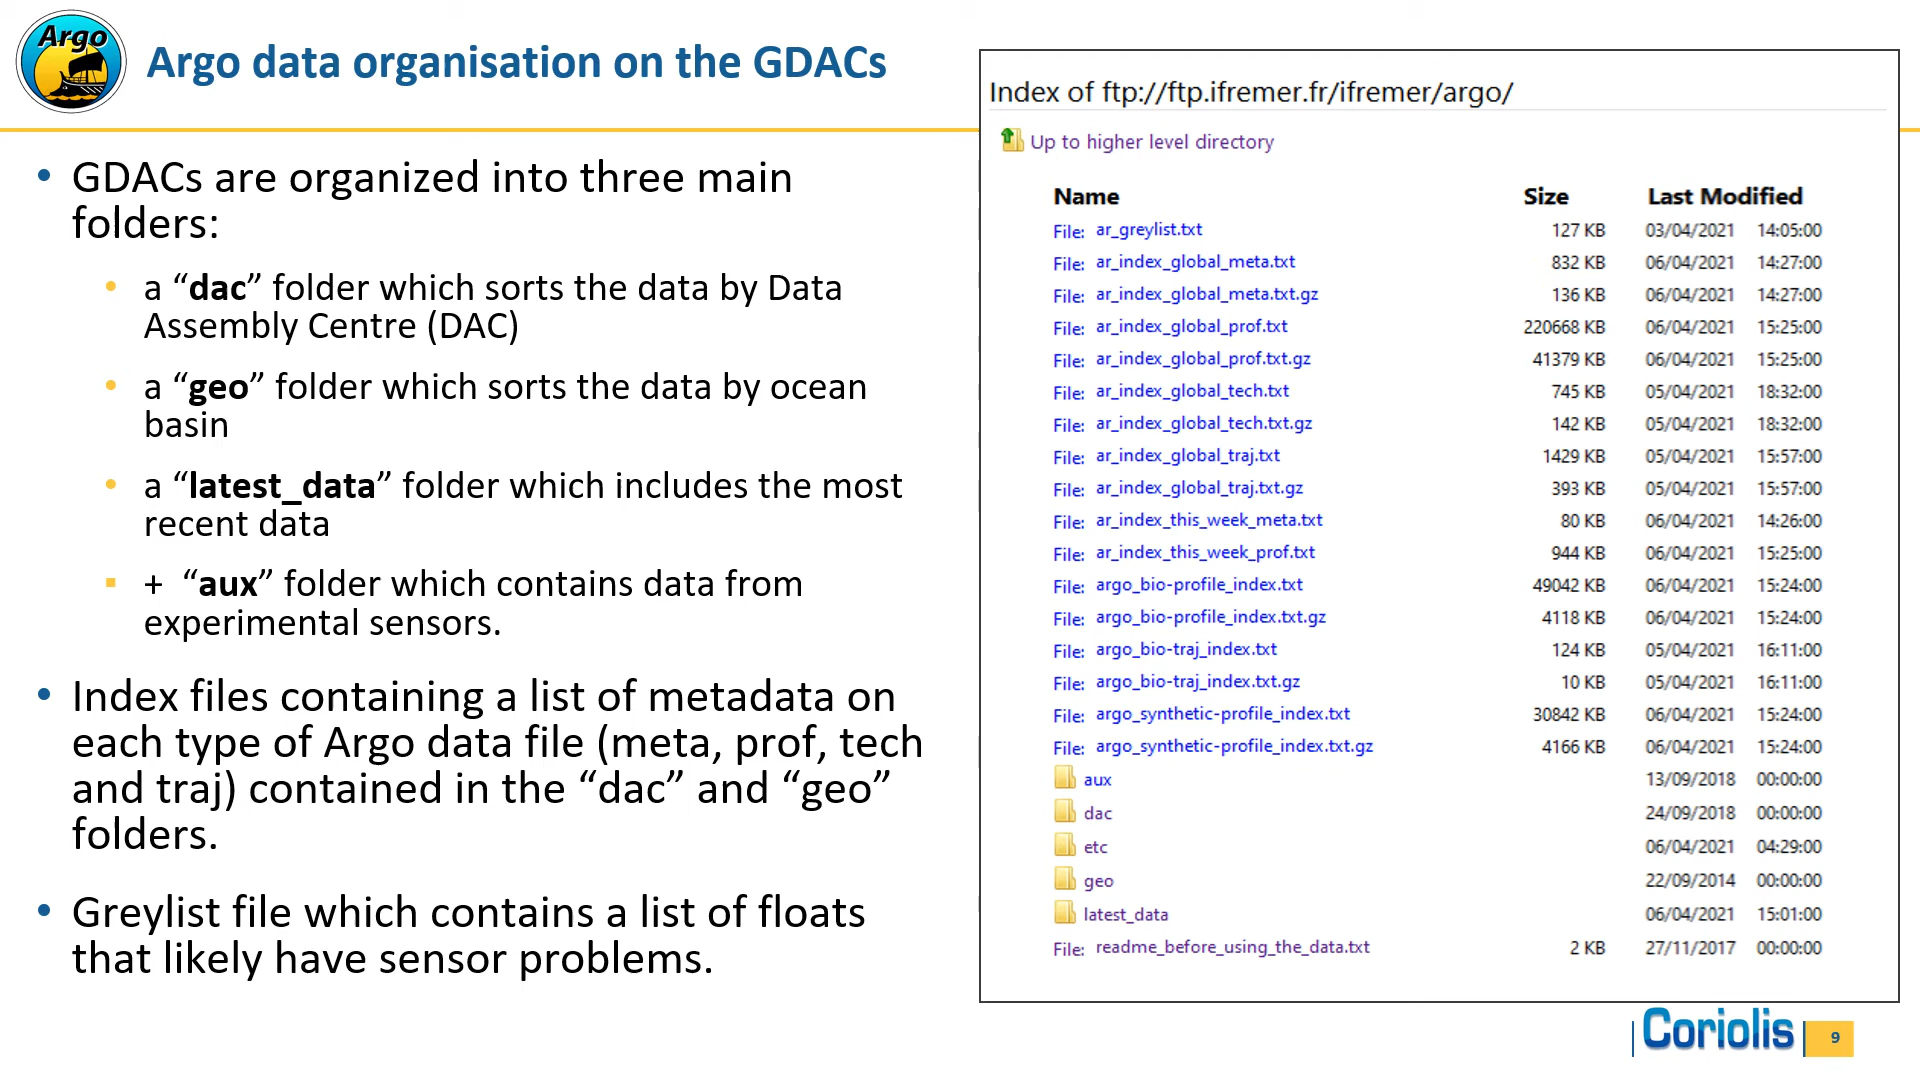 Argo
Argo data organisation on the GDACs
• GDACs are organized into three main
folders:
• a “dac” folder which sorts the data by Data
Assembly Centre (DAC)
• a “geo” folder which sorts the data by ocean
basin
• a “latest_data” folder which includes the most
recent data
▪ + “aux” folder which contains data from
experimental sensors.
• Index files containing a list of metadata on
each type of Argo data file (meta, prof, tech
and traj) contained in the “dac” and “geo”
folders.
• Greylist file which contains a list of floats
that likely have sensor problems.
Index of ftp://ftp.ifremer.fr/ifremer/argo/
Up to higher level directory
Name Size Last Modified
File: ar_greylist.txt 127 KB 03/04/2021 14:05:00
File: ar_index_global_meta.txt 832 KB 06/04/2021 14:27:00
File: ar_index_global_meta.txt.gz 136 KB 06/04/2021 14:27:00
File: ar_index_global_prof.txt 220668 KB 06/04/2021 15:25:00
File: ar_index_global_prof.txt.gz 41379 KB 06/04/2021 15:25:00
File: ar_index_global_tech.txt 745 KB 05/04/2021 18:32:00
File: ar_index_global_tech.txt.gz 142 KB 05/04/2021 18:32:00
File: ar_index_global_traj.txt 1429 KB 05/04/2021 15:57:00
File: ar_index_global_traj.txt.gz 393 KB 05/04/2021 15:57:00
File: ar_index_this_week_meta.txt 80 KB 06/04/2021 14:26:00
File: ar_index_this_week_prof.txt 944 KB 06/04/2021 15:25:00
File: argo_bio-profile_index.txt 49042 KB 06/04/2021 15:24:00
File: argo_bio-profile_index.txt.gz 4118 KB 06/04/2021 15:24:00
File: argo_bio-traj_index.txt 124 KB 05/04/2021 16:11:00
File: argo_bio-traj_index.txt.gz 10 KB 05/04/2021 16:11:00
File: argo_synthetic-profile_index.txt 30842 KB 06/04/2021 15:24:00
File: argo_synthetic-profile_index.txt.gz 4166 KB 06/04/2021 15:24:00
aux 13/09/2018 00:00:00
dac 24/09/2018 00:00:00
etc 06/04/2021 04:29:00
geo 22/09/2014 00:00:00
latest_data 06/04/2021 15:01:00
File: readme_before_using_the_data.txt 2 KB 27/11/2017 00:00:00
Coriolis
9